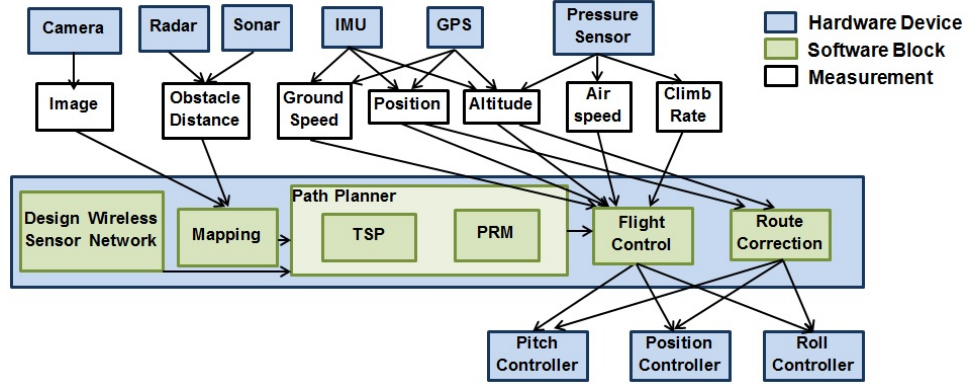 Camera
Radar
Sonar
IMU
GPS
Pressure
Sensor
Hardware Device
Software Block
Measurement
Image
Obstacle
Distance
Ground
Speed
Position
Altitude
Air
speed
Climb
Rate
Path Planner
Design Wireless
Sensor Network
Mapping
TSP
PRM
Flight
Control
Route
Correction
Pitch
Controller
Position
Controller
Roll
Controller